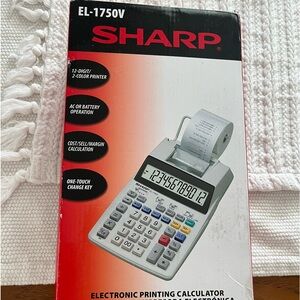 EL-1750V
SHARP
12-DIGIT/
2-COLOR PRINTER
AC OR BATTERY
OPERATION
COST/SELL/MARGIN
CALCULATION
ONE-TOUCH
CHANGE KEY
SHARP
123456789012
ELECTRONIC PRINTING CALCULATOR